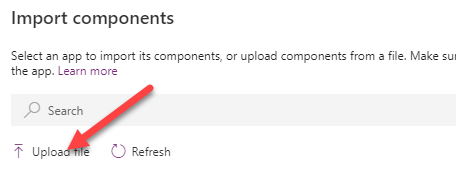 Import components
Select an app to import its components, or upload components from a file. Make su
the app. Learn more
Search
Upload file Refresh